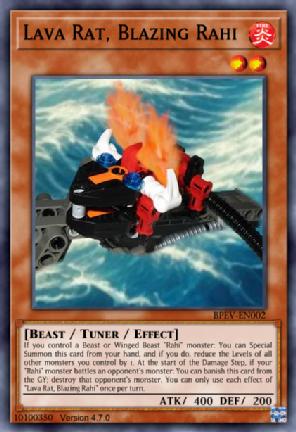 LAVA RAT, BLAZING RAHI
炎
BPEV-EN002
[BEAST / TUNER / EFFECT]
If you control a Beast or Winged Beast "Rahi" monster: You can Special
Summon this card from your hand, and if you do, reduce the Levels of all
other monsters you control by 1. At the start of the Damage Step, if your
"Rahi" monster battles an opponent's monster: You can banish this card from
the GY; destroy that opponent's monster. You can only use each effect of
"Lava Rat, Blazing Rahi" once per turn.
ATK/ 400 DEF/ 200
10100350 Version 4.7.0